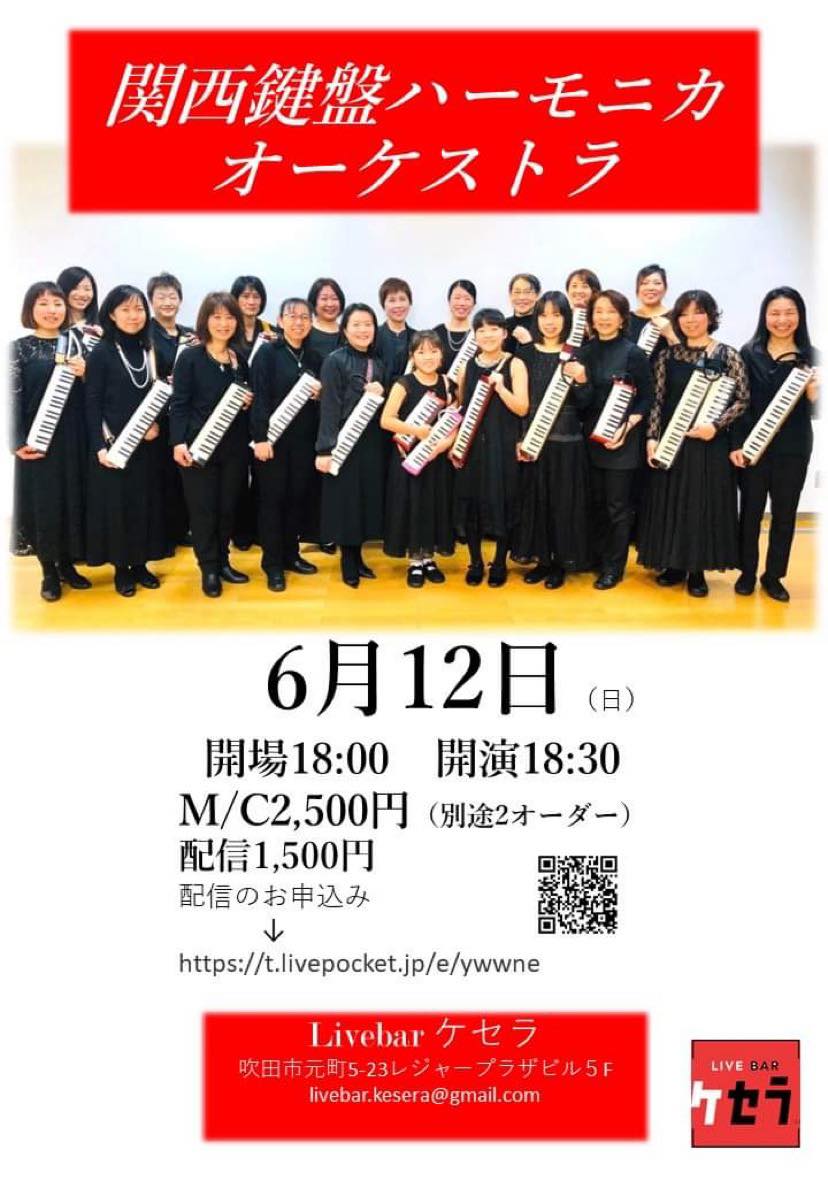 関西鍵盤ハーモニカ
オーケストラ
6月12日（日）
開場18:00　開演18:30
M/C2,500円（別途2オーダー）
配信1,500円
配信のお申込み
↓
https://t.livepocket.jp/e/ywwne
Livebar ケセラ
吹田市元町5-23レジャープラザビル５F
livebar.kesera@gmail.com
LIVE BAR
ケセラ